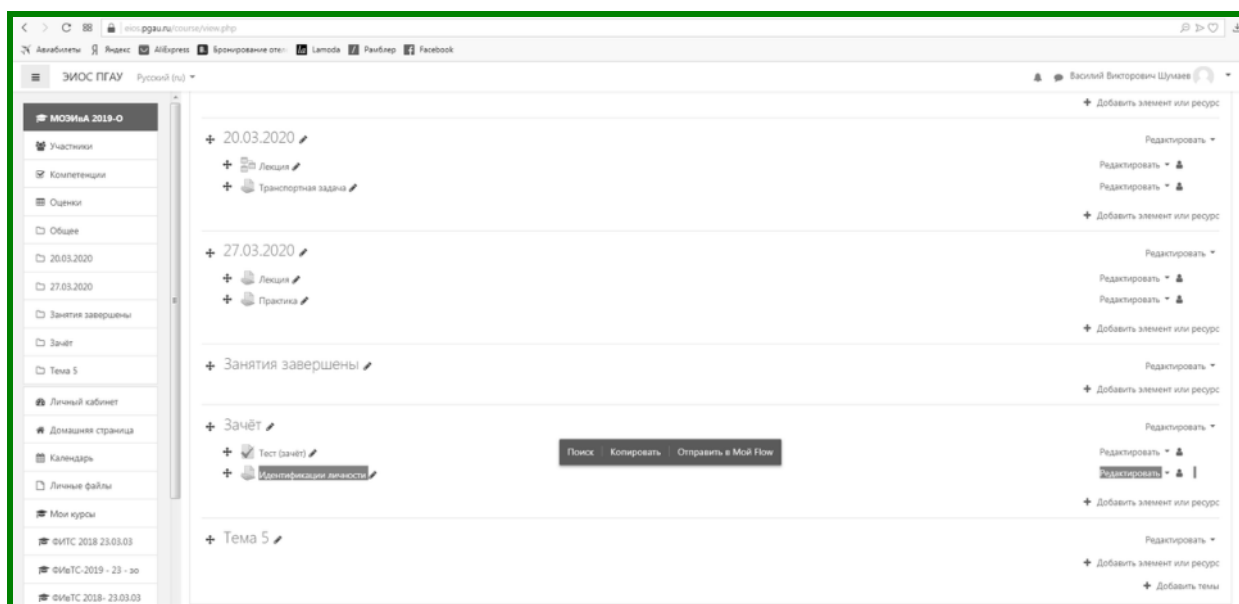 eios.pgau.ru/course/view.php
Авиабилеты Яндекс AliExpress Бронирование отел Lamoda Рамблер Facebook
ЭИОС ПГАУ Русский (ru) Василий Викторович Шумаев
МОЭИвА 2019-О
Участники
Компетенции
Оценки
Общее
20.03.2020
27.03.2020
Занятия завершены
Зачёт
Тема 5
Личный кабинет
Домашняя страница
Календарь
Личные файлы
Мои курсы
ФИТС 2018 23.03.03
ФИвТС-2019 - 23 - зо
ФИвТС 2018- 23.03.03
Добавить элемент или ресурс
20.03.2020 Редактировать
Лекция Редактировать
Транспортная задача Редактировать
Добавить элемент или ресурс
27.03.2020 Редактировать
Лекция Редактировать
Практика Редактировать
Добавить элемент или ресурс
Занятия завершены Редактировать
Добавить элемент или ресурс
Зачёт Редактировать
Тест (зачёт) Поиск Копировать Отправить в Мой Flow Редактировать
Идентификации личности Редактировать
Добавить элемент или ресурс
Тема 5 Редактировать
Добавить элемент или ресурс
Добавить темы